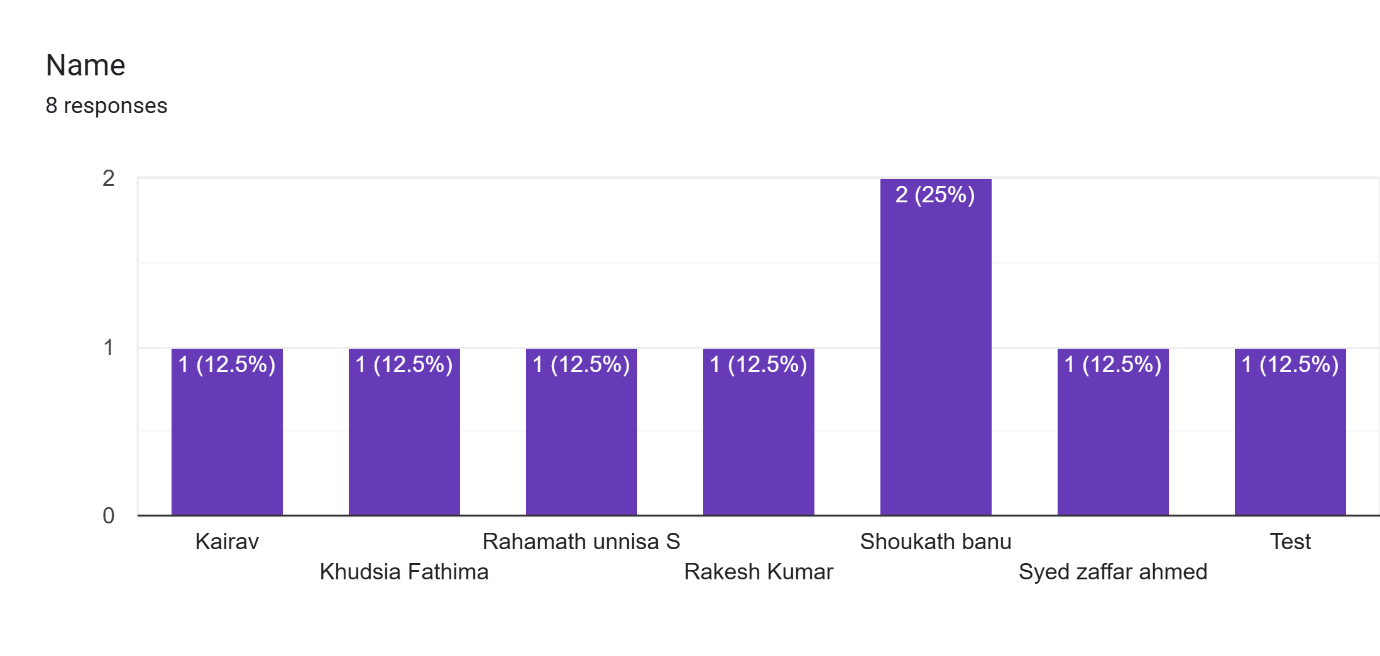 Name
8 responses
2
2 (25%)
1
1 (12.5%)
1 (12.5%)
1 (12.5%)
1 (12.5%)
1 (12.5%)
1 (12.5%)
0
Kairav
Rahamath unnisa S
Shoukath banu
Test
Khudsia Fathima
Rakesh Kumar
Syed zaffar ahmed